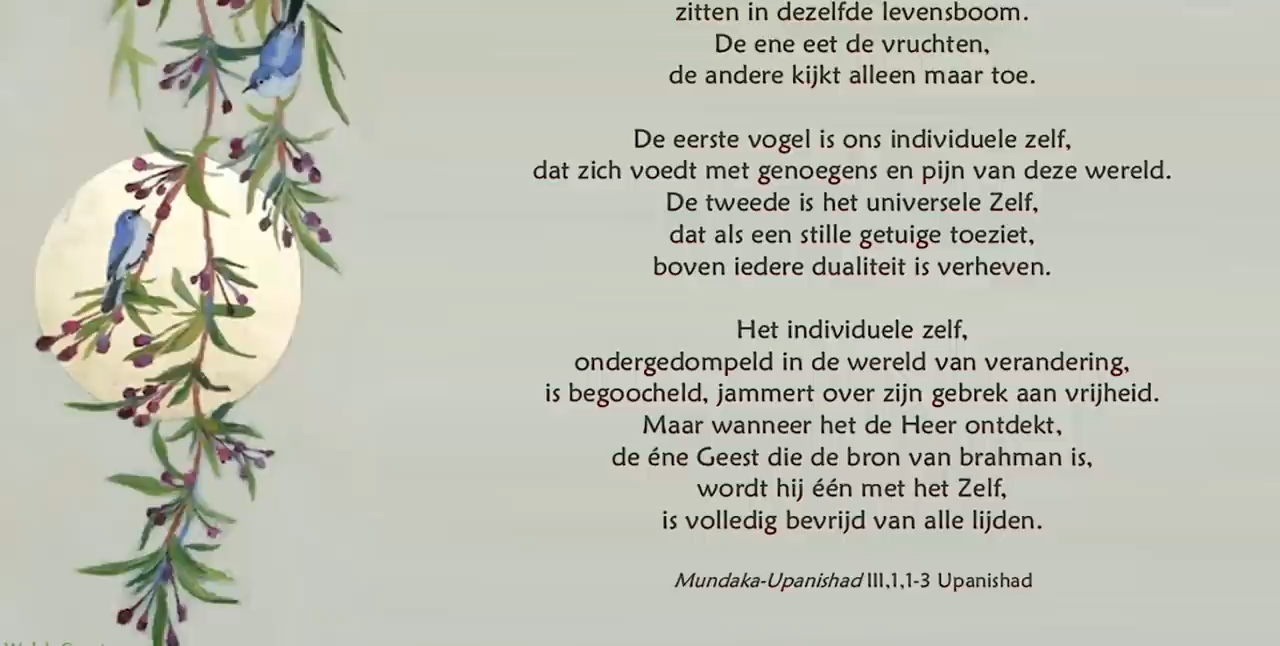 zitten in dezelfde levensboom.
De ene eet de vruchten,
de andere kijkt alleen maar toe.
De eerste vogel is ons individuele zelf,
dat zich voedt met genoegens en pijn van deze wereld.
De tweede is het universele Zelf,
dat als een stille getuige toeziet,
boven iedere dualiteit is verheven.
Het individuele zelf,
ondergedompeld in de wereld van verandering,
is begoocheld, jammert over zijn gebrek aan vrijheid.
Maar wanneer het de Heer ontdekt,
de éne Geest die de bron van brahman is,
wordt hij één met het Zelf,
is volledig bevrijd van alle lijden.
Mundaka-Upanishad III,1,1-3 Upanishad